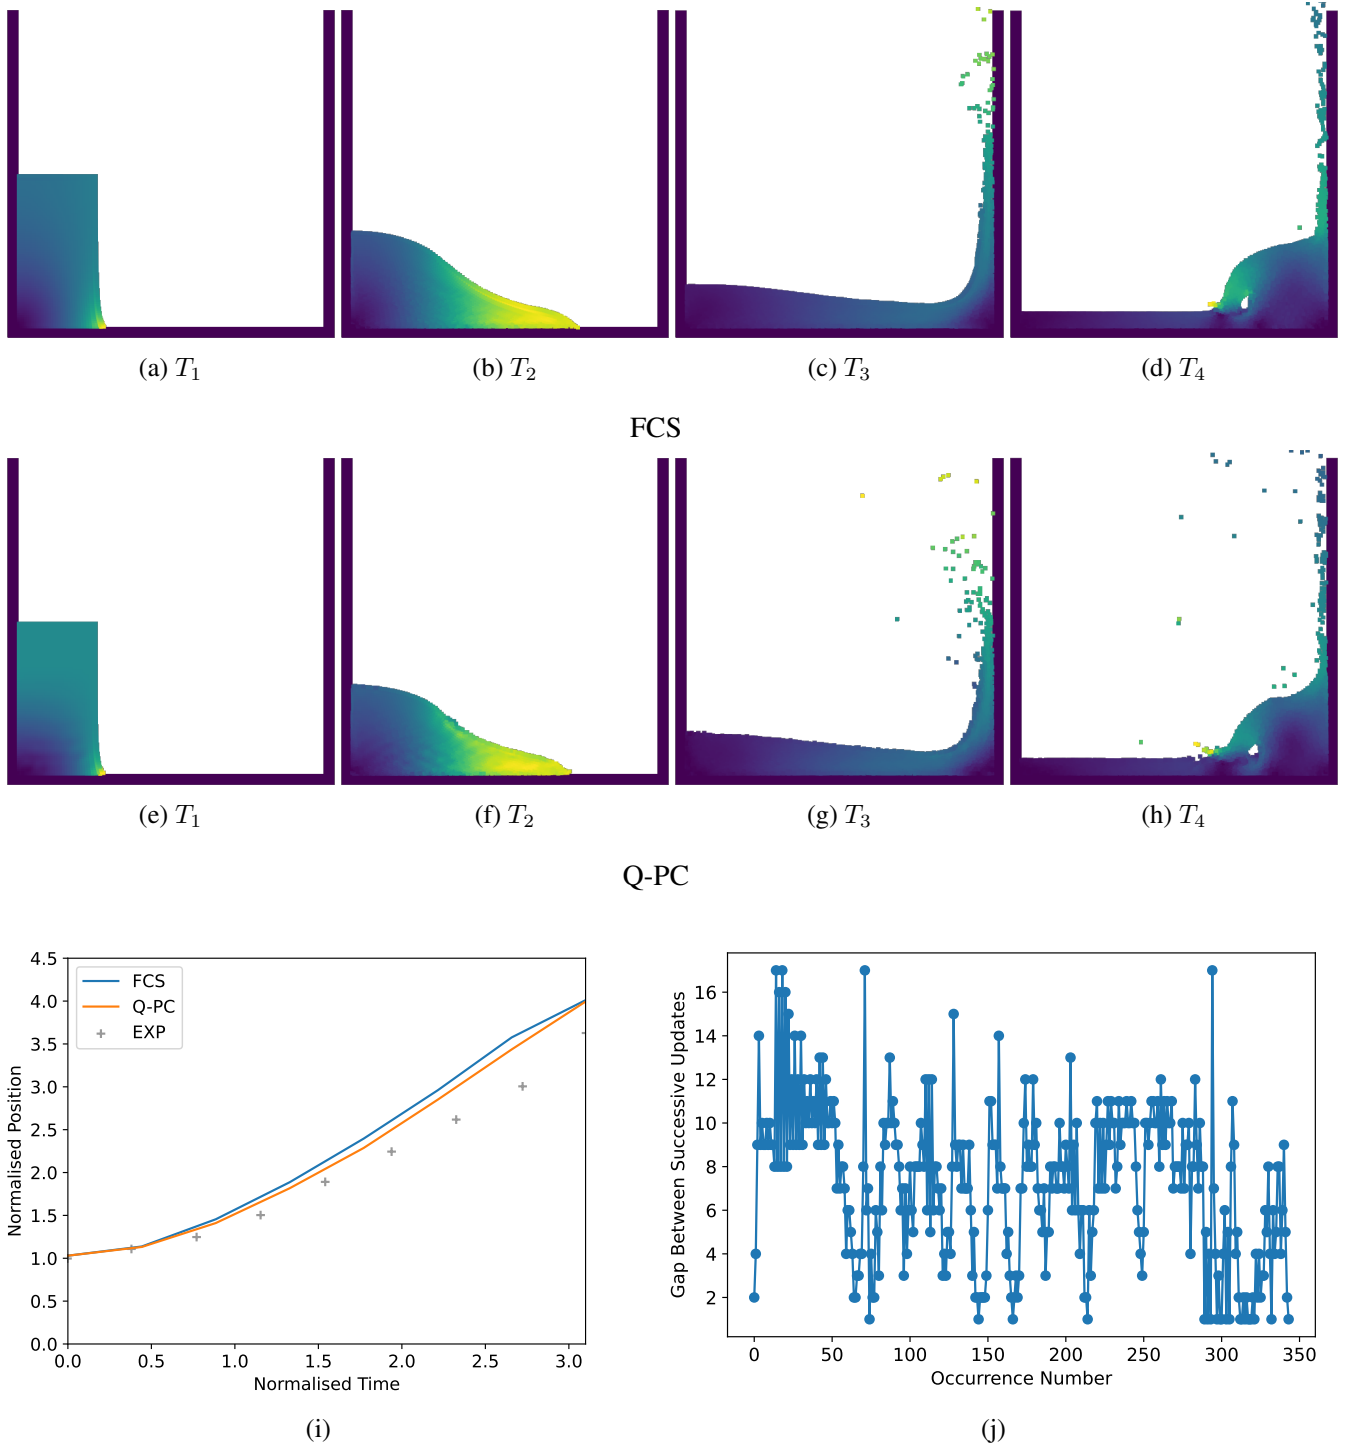 (a) T₁ (b) T₂ (c) T₃ (d) T₄
FCS
(e) T₁ (f) T₂ (g) T₃ (h) T₄
Q-PC
4.5
4.0
3.5
3.0
2.5
2.0
1.5
1.0
0.5
0.0
Normalised Position
FCS
Q-PC
EXP
0.0 0.5 1.0 1.5 2.0 2.5 3.0
Normalised Time
(i)
16
14
12
10
8
6
4
2
Gap Between Successive Updates
0 50 100 150 200 250 300 350
Occurrence Number
(j)